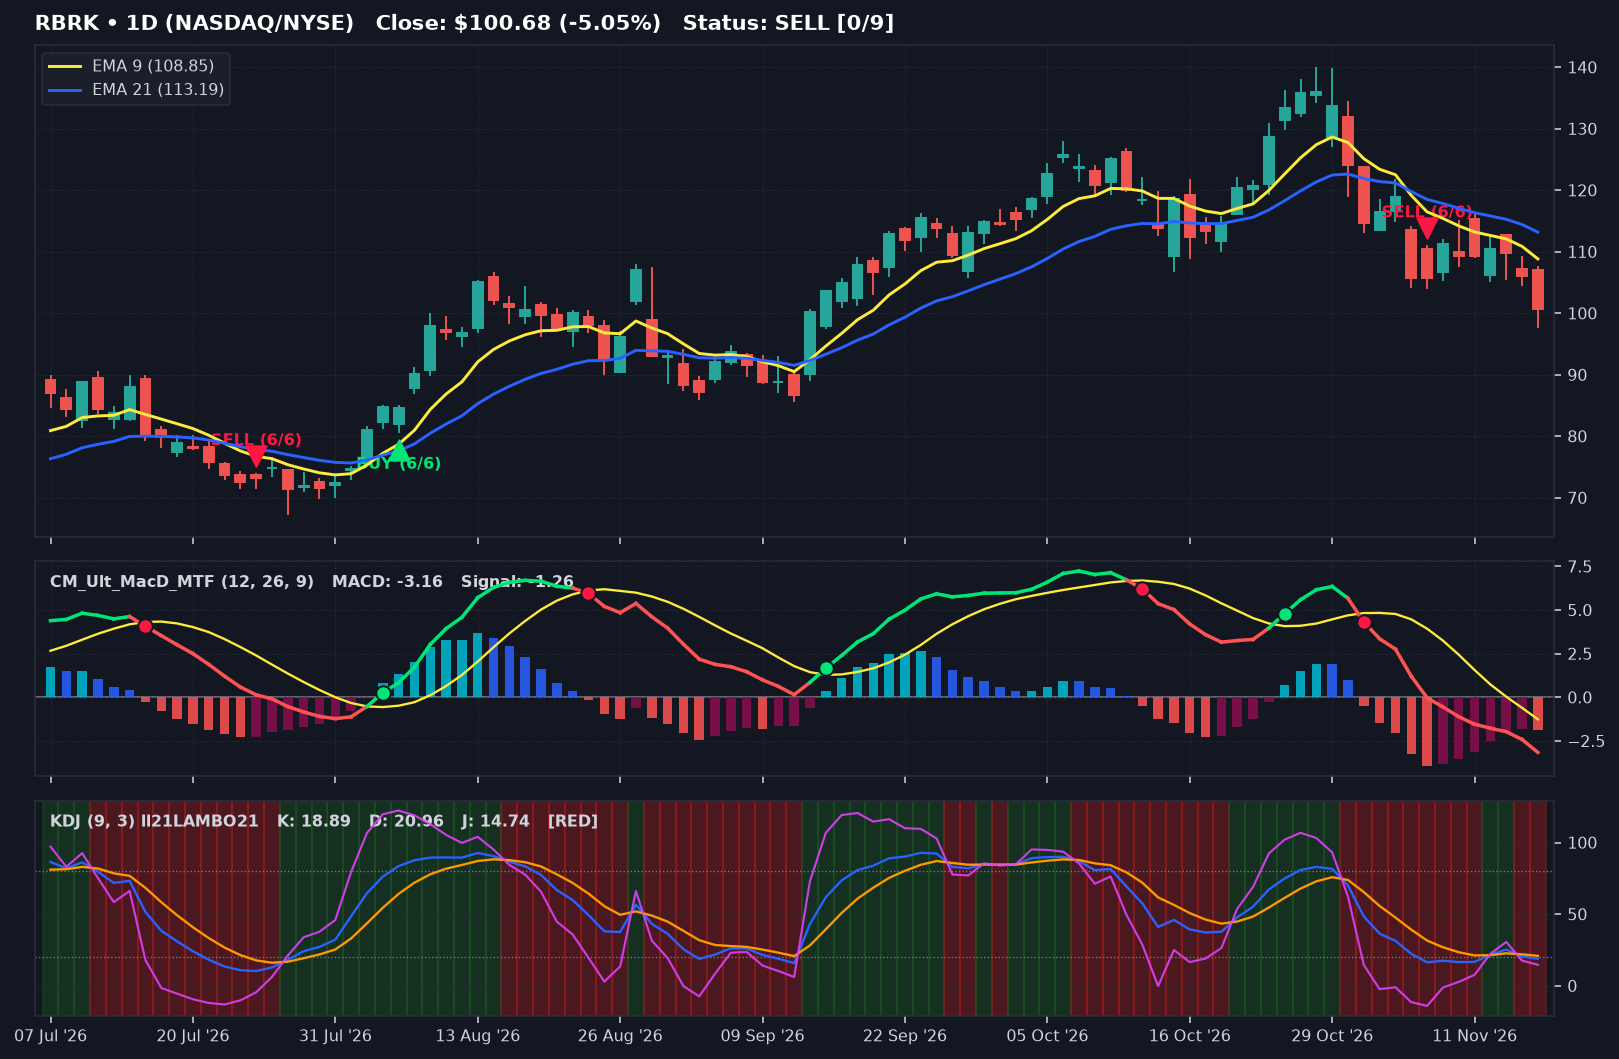 RBRK • 1D (NASDAQ/NYSE)   Close: $100.68 (-5.05%)   Status: SELL [0/9]
EMA 9 (108.85)
EMA 21 (113.19)
140
130
120
110
100
90
80
70
SELL (6/6)
BUY (6/6)
SELL (6/6)
CM_Ult_MacD_MTF (12, 26, 9)   MACD: -3.16   Signal: -1.26
7.5
5.0
2.5
0.0
−2.5
KDJ (9, 3) II21LAMBO21   K: 18.89   D: 20.96   J: 14.74   [RED]
100
50
0
07 Jul '26
20 Jul '26
31 Jul '26
13 Aug '26
26 Aug '26
09 Sep '26
22 Sep '26
05 Oct '26
16 Oct '26
29 Oct '26
11 Nov '26